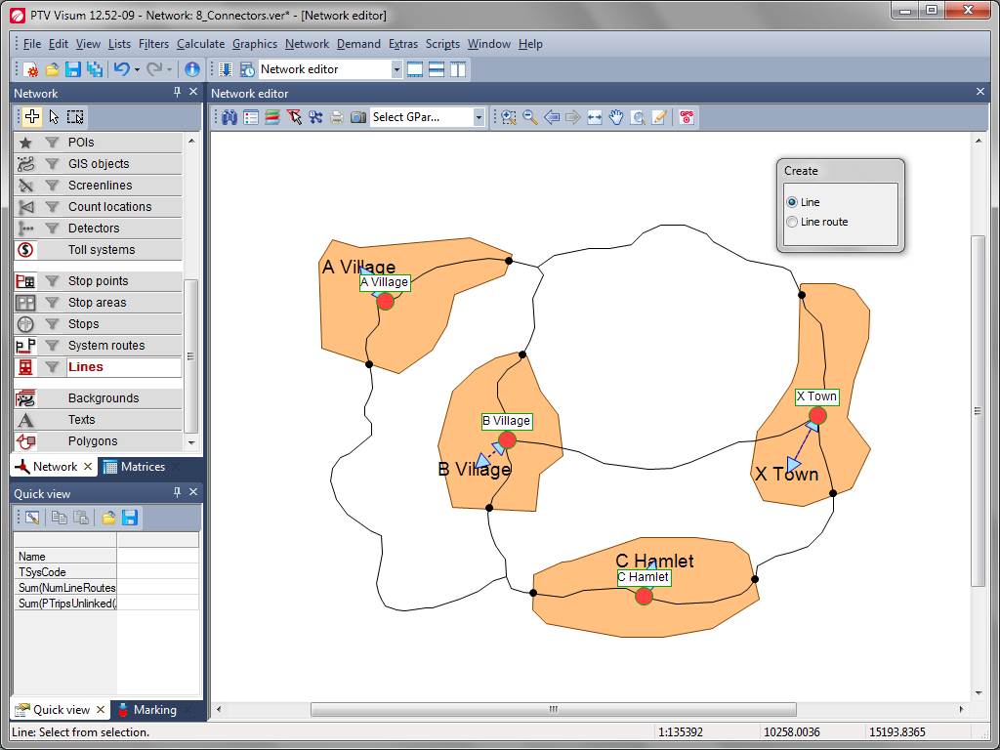 PTV Visum 12.52-09 - Network: 8_Connectors.ver* - [Network editor]
File Edit View Lists Filters Calculate Graphics Network Demand Extras Scripts Window Help
Network editor
Network
Network editor
Select GPar...
GPS
POIs
GIS objects
Screenlines
Count locations
Detectors
Toll systems
Stop points
Stop areas
Stops
System routes
Lines
Backgrounds
Texts
Polygons
Network
Matrices
Quick view
Name
TSysCode
Sum(NumLineRoutes
Sum(PTripsUnlinked(
Quick view
Marking
Create
Line
Line route
A Village
A Village
B Village
B Village
X Town
X Town
C Hamlet
C Hamlet
Line: Select from selection.
1:135392
10258.0036
15193.8365